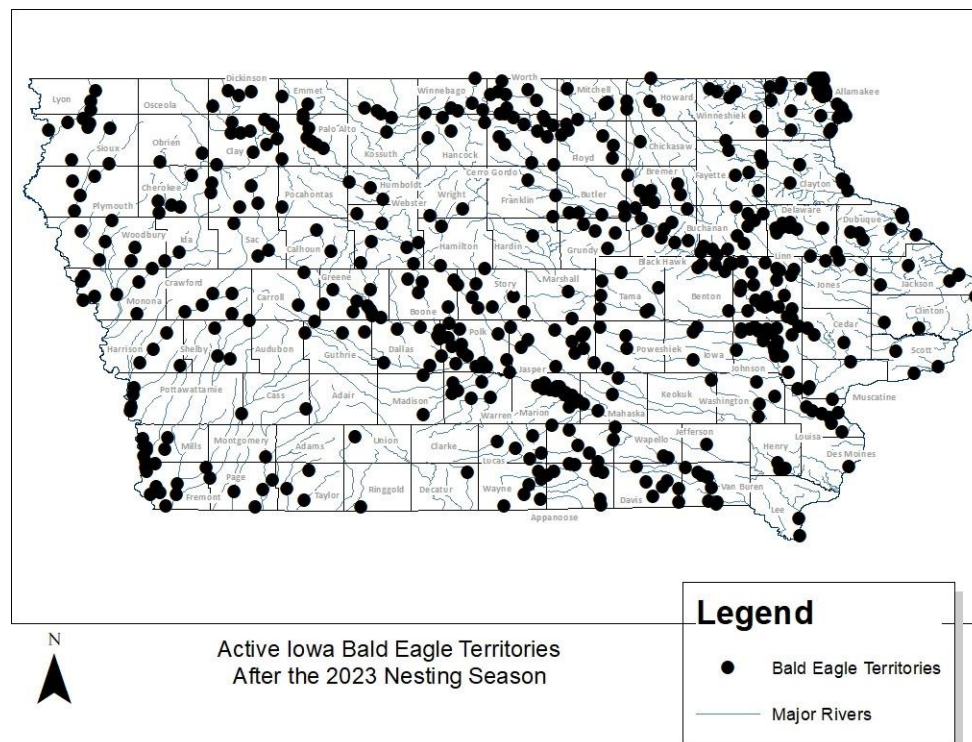 Dickinson
Worth
Lyon
Osceola
Emmet
Winnebago
Mitchell
Howard
Winneshiek
Allamakee
Sioux
Obrien
Clay
Palo Alto
Kossuth
Hancock
Cerro Gordo
Floyd
Chickasaw
Fayette
Clayton
Plymouth
Cherokee
Pocahontas
Humboldt
Webster
Wright
Franklin
Butler
Bremer
Buchanan
Delaware
Dubuque
Woodbury
Ida
Sac
Calhoun
Hamilton
Hardin
Grundy
Black Hawk
Linn
Jones
Jackson
Monona
Crawford
Carroll
Greene
Boone
Story
Marshall
Tama
Benton
Clinton
Cedar
Scott
Harrison
Shelby
Audubon
Guthrie
Dallas
Polk
Jasper
Poweshiek
Iowa
Johnson
Muscatine
Pottawattamie
Cass
Adair
Madison
Warren
Marion
Mahaska
Keokuk
Washington
Louisa
Mills
Montgomery
Adams
Union
Clarke
Lucas
Wapello
Jefferson
Henry
Des Moines
Fremont
Page
Taylor
Ringgold
Decatur
Wayne
Appanoose
Davis
Van Buren
Lee
N
Active Iowa Bald Eagle Territories
After the 2023 Nesting Season
Legend
Bald Eagle Territories
Major Rivers